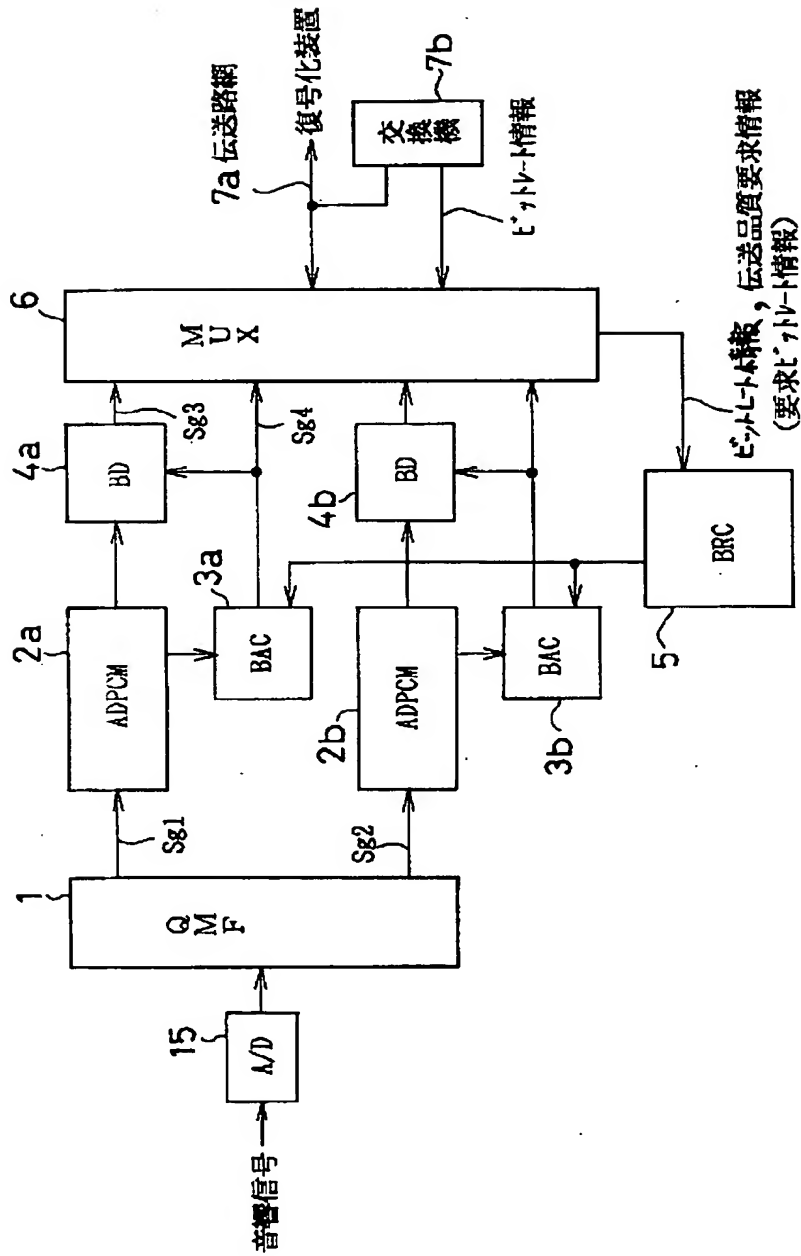 音響信号
15
A/D
1
QMF
Sg1
Sg2
2a
ADPCM
3a
BAC
2b
ADPCM
3b
BAC
4a
BD
4b
BD
Sg3
Sg4
5
BRC
6
MUX
7a 伝送路網
復号化装置
7b
交換機
ビットレート情報
ビットレート情報, 伝送品質要求情報
(要求ビットレート情報)